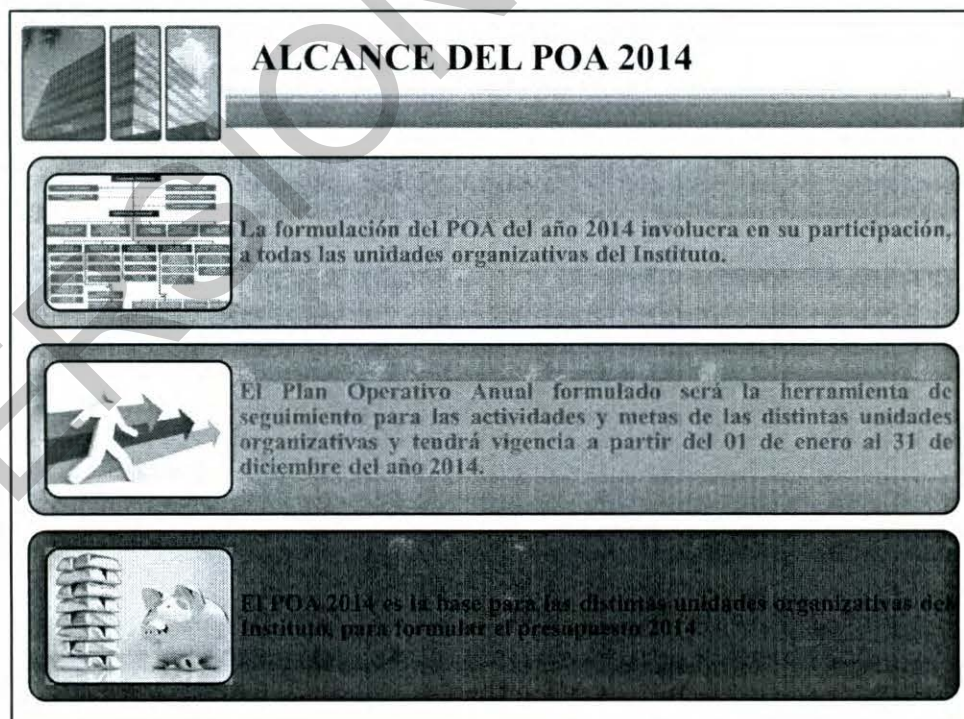 ALCANCE DEL POA 2014
La formulación del POA del año 2014 involucra en su participación,
a todas las unidades organizativas del Instituto.
El Plan Operativo Anual formulado será la herramienta de
seguimiento para las actividades y metas de las distintas unidades
organizativas y tendrá vigencia a partir del 01 de enero al 31 de
diciembre del año 2014.
El POA 2014 es la base para las distintas unidades organizativas del
Instituto, para formular el presupuesto 2014.